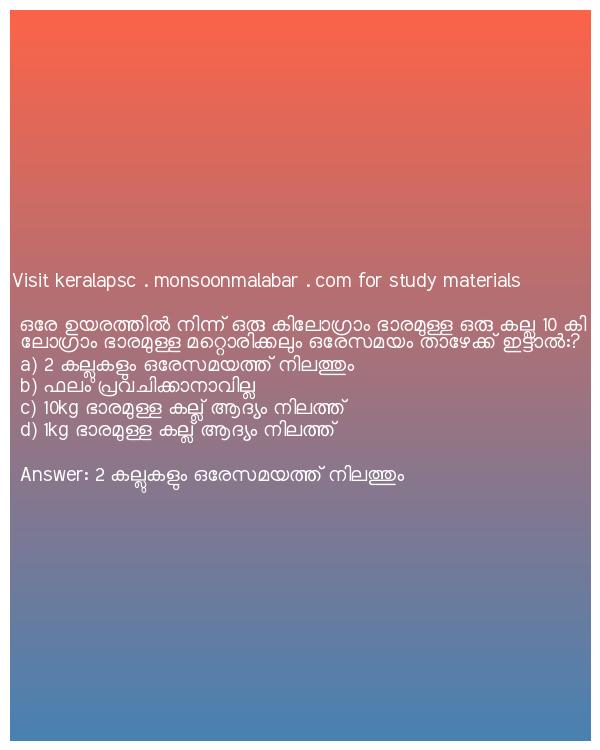 Visit keralapsc . monsoonmalabar . com for study materials
ഒരേ ഉയരത്തിൽ നിന്ന് ഒരു കിലോഗ്രാം ഭാരമുള്ള ഒരു കല്ലു 10 കി
ലോഗ്രാം ഭാരമുള്ള മറ്റൊരിക്കലും ഒരേസമയം താഴേക്ക് ഇട്ടാൽ:?
a) 2 കല്ലുകളും ഒരേസമയത്ത് നിലത്തും
b) ഫലം പ്രവചിക്കാനാവില്ല
c) 10kg ഭാരമുള്ള കല്ല് ആദ്യം നിലത്ത്
d) 1kg ഭാരമുള്ള കല്ല് ആദ്യം നിലത്ത്
Answer: 2 കല്ലുകളും ഒരേസമയത്ത് നിലത്തും